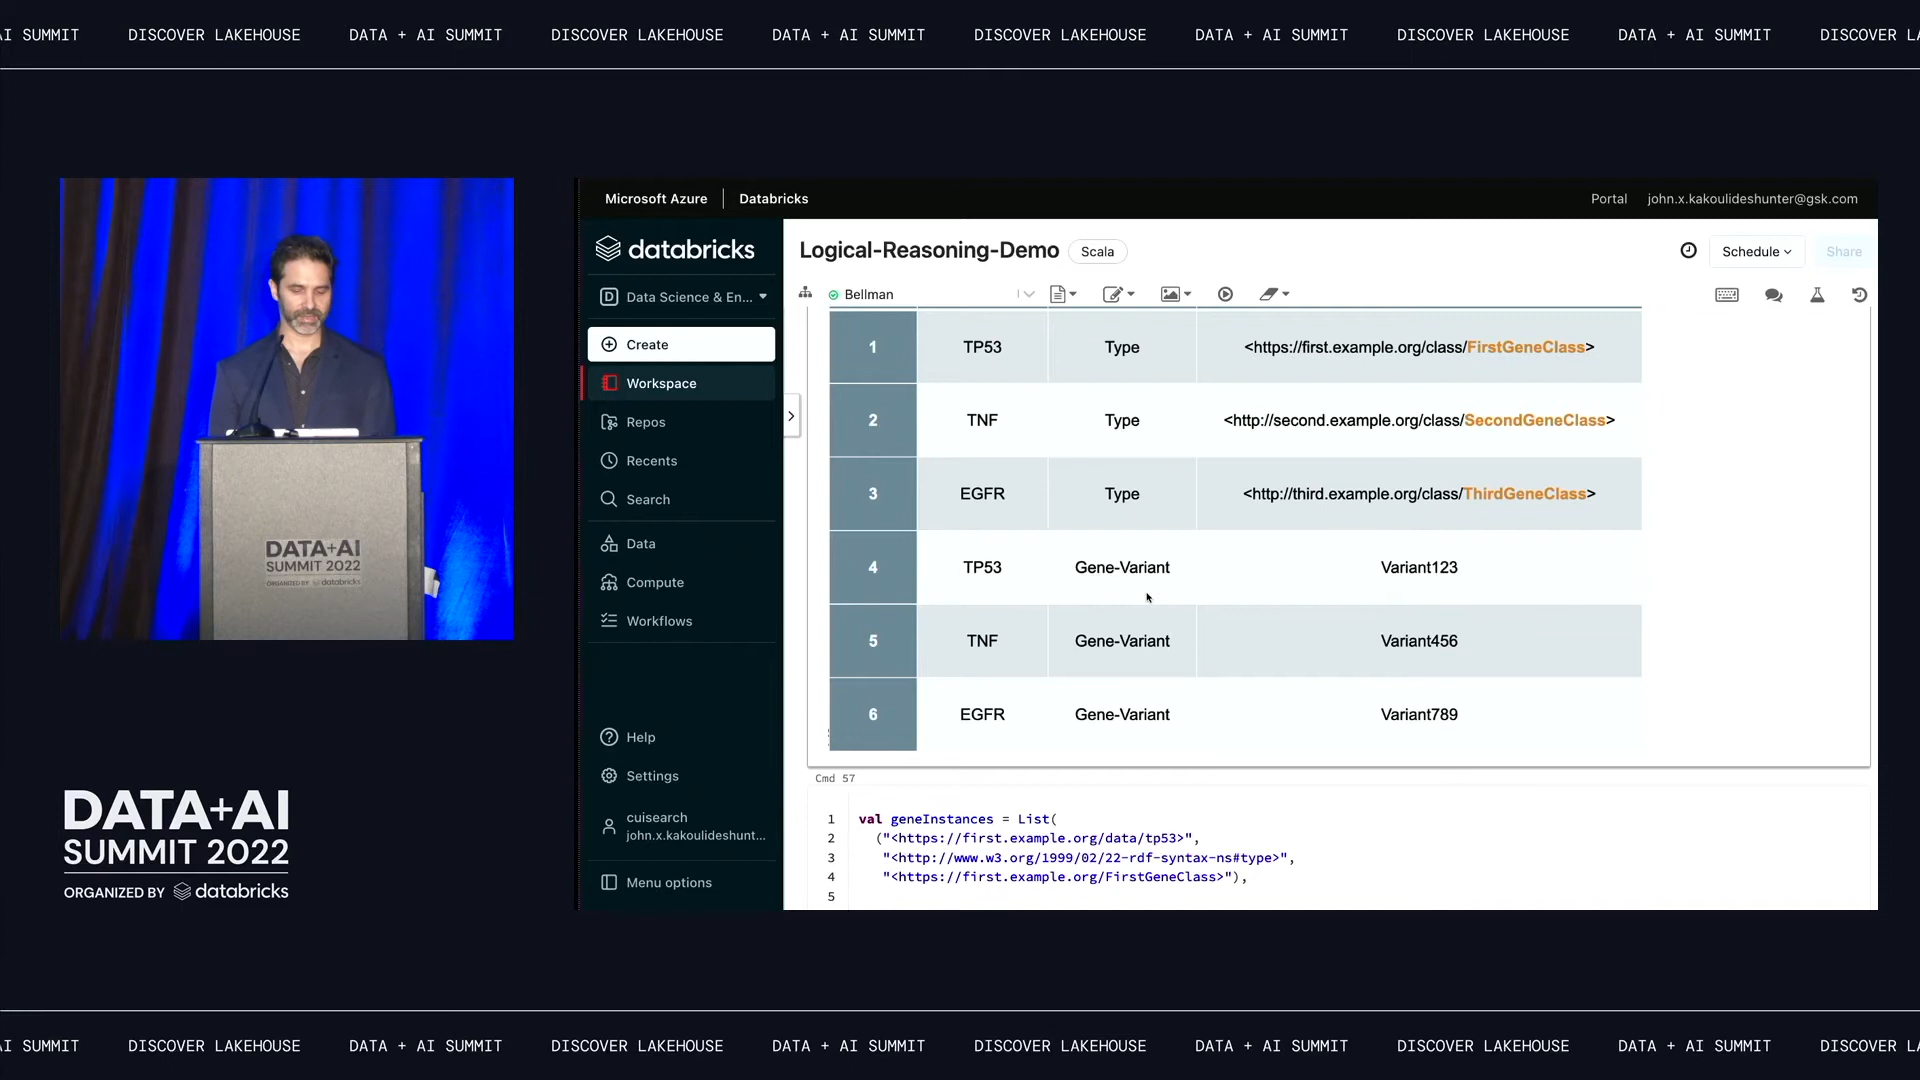 AI SUMMIT DISCOVER LAKEHOUSE DATA + AI SUMMIT DISCOVER LAKEHOUSE DATA + AI SUMMIT DISCOVER LAKEHOUSE DATA + AI SUMMIT DISCOVER LAKEHOUSE DATA + AI SUMMIT DISCOVER
DATA+AI
SUMMIT 2022
ORGANIZED BY databricks
DATA+AI
SUMMIT 2022
ORGANIZED BY databricks
Microsoft Azure Databricks
Portal john.x.kakoulideshunter@gsk.com
databricks
Data Science & En...
Create
Workspace
Repos
Recents
Search
Data
Compute
Workflows
Help
Settings
cuisearch
john.x.kakoulideshunt...
Menu options
Logical-Reasoning-Demo Scala
Schedule
Share
Bellman
1 TP53 Type <https://first.example.org/class/FirstGeneClass>
2 TNF Type <http://second.example.org/class/SecondGeneClass>
3 EGFR Type <http://third.example.org/class/ThirdGeneClass>
4 TP53 Gene-Variant Variant123
5 TNF Gene-Variant Variant456
6 EGFR Gene-Variant Variant789
Cmd 57
1 val geneInstances = List(
2 ("<https://first.example.org/data/tp53>",
3 "<http://www.w3.org/1999/02/22-rdf-syntax-ns#type>",
4 "<https://first.example.org/FirstGeneClass>"),
5
AI SUMMIT DISCOVER LAKEHOUSE DATA + AI SUMMIT DISCOVER LAKEHOUSE DATA + AI SUMMIT DISCOVER LAKEHOUSE DATA + AI SUMMIT DISCOVER LAKEHOUSE DATA + AI SUMMIT DISCOVER